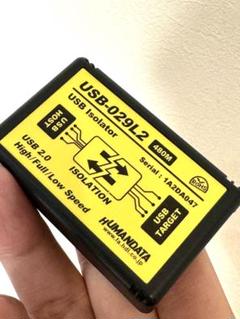 USB-029L2 480M
USB Isolator
Serial : 1A2DA047
USB
HOST
ISOLATION
USB 2.0
High/Full/Low Speed
USB
TARGET
HUMANDATA
www.fa.hdl.co.jp